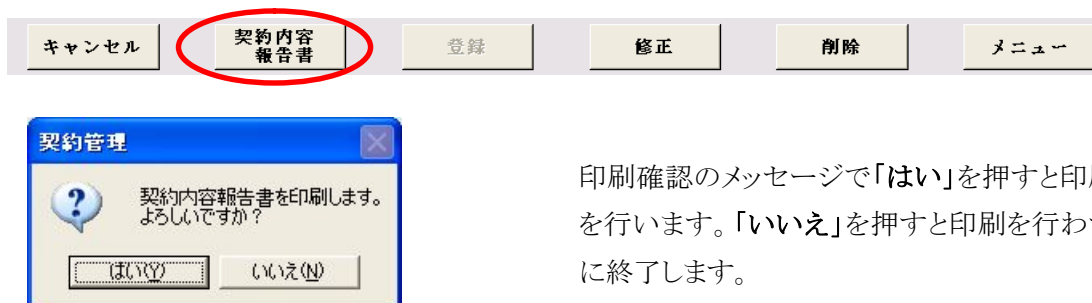 キャンセル
契約内容
報告書
登録
修正
削除
メニュー
契約管理
契約内容報告書を印刷します。
よろしいですか？
はい(Y)
いいえ(N)
印刷確認のメッセージで「はい」を押すと印
を行います。「いいえ」を押すと印刷を行わ
に終了します。